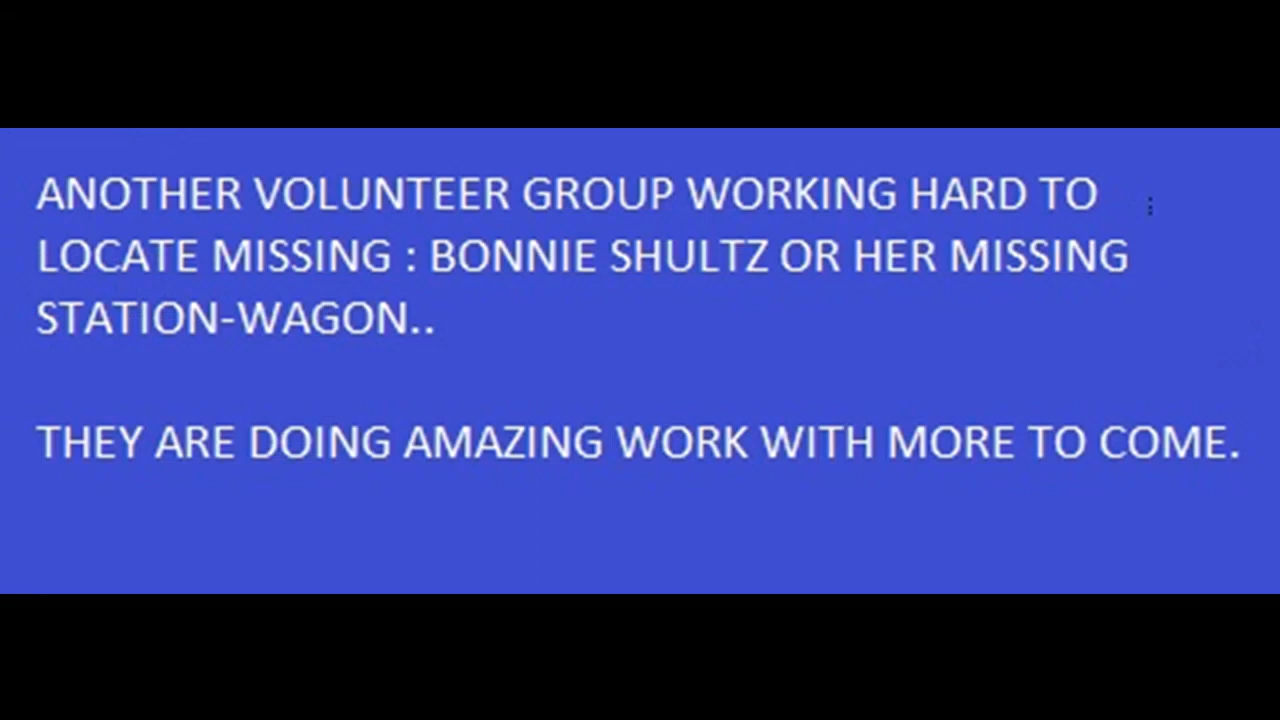 ANOTHER VOLUNTEER GROUP WORKING HARD TO
LOCATE MISSING : BONNIE SHULTZ OR HER MISSING
STATION-WAGON..
THEY ARE DOING AMAZING WORK WITH MORE TO COME.